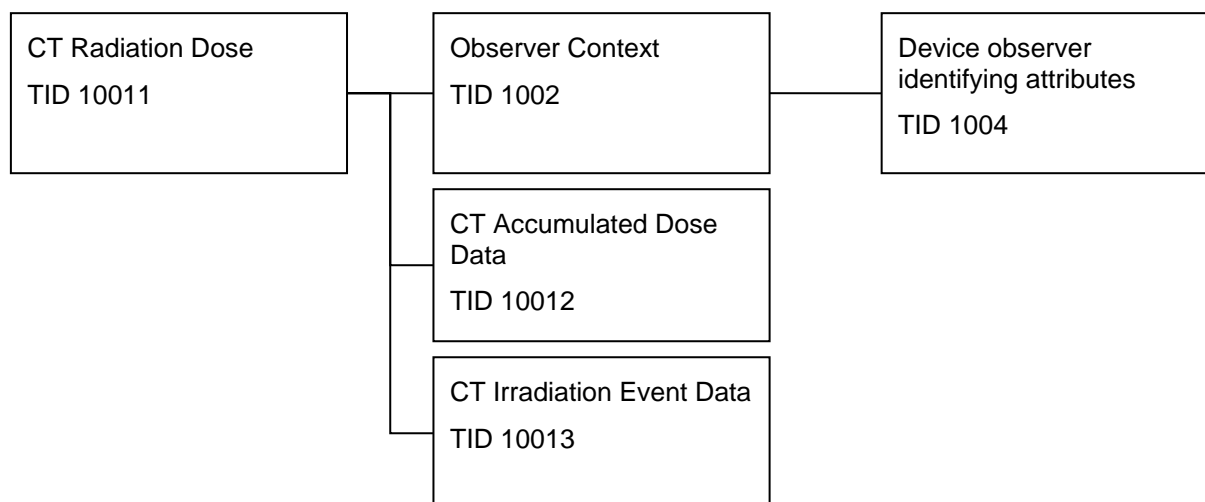 CT Radiation Dose
TID 10011
Observer Context
TID 1002
Device observer
identifying attributes
TID 1004
CT Accumulated Dose
Data
TID 10012
CT Irradiation Event Data
TID 10013